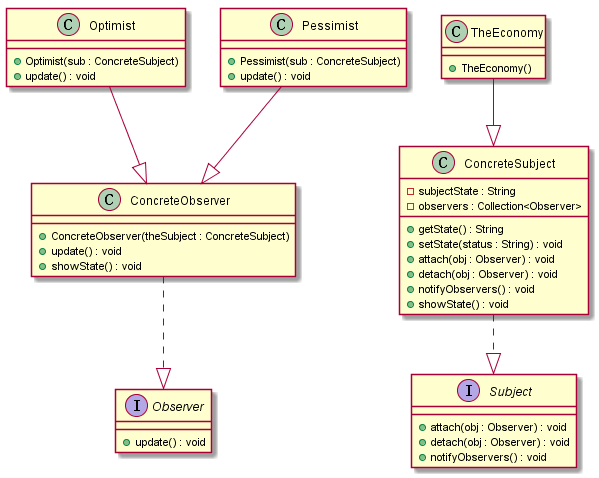 C Optimist
Optimist(sub : ConcreteSubject)
update() : void
C Pessimist
Pessimist(sub : ConcreteSubject)
update() : void
C TheEconomy
TheEconomy()
C ConcreteObserver
ConcreteObserver(theSubject : ConcreteSubject)
update() : void
showState() : void
C ConcreteSubject
subjectState : String
observers : Collection<Observer>
getState() : String
setState(status : String) : void
attach(obj : Observer) : void
detach(obj : Observer) : void
notifyObservers() : void
showState() : void
I Observer
update() : void
I Subject
attach(obj : Observer) : void
detach(obj : Observer) : void
notifyObservers() : void